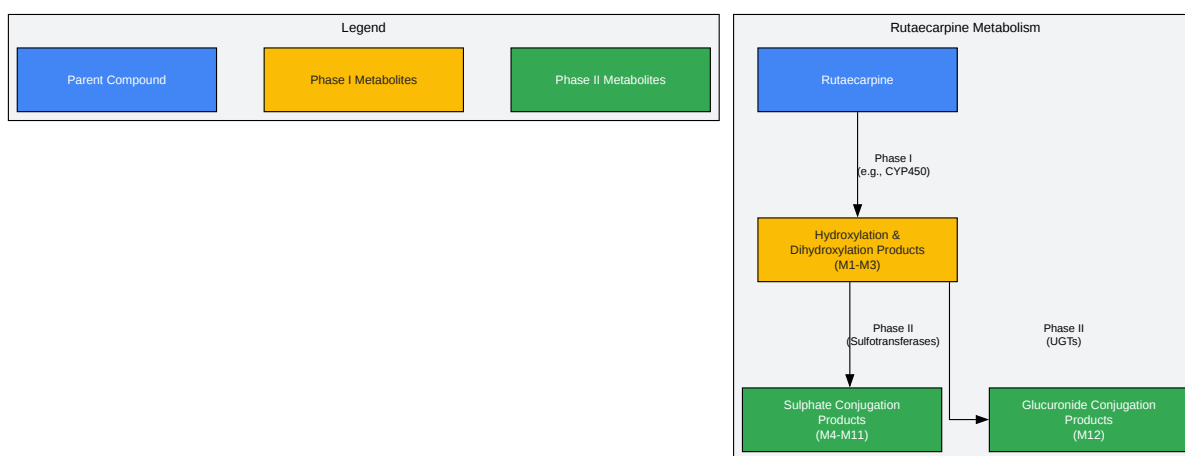 Legend
Parent Compound
Phase I Metabolites
Phase II Metabolites
Rutaecarpine Metabolism
Rutaecarpine
Phase I
(e.g., CYP450)
Hydroxylation &
Dihydroxylation Products
(M1-M3)
Phase II
(Sulfotransferases)
Phase II
(UGTs)
Sulphate Conjugation
Products
(M4-M11)
Glucuronide Conjugation
Products
(M12)